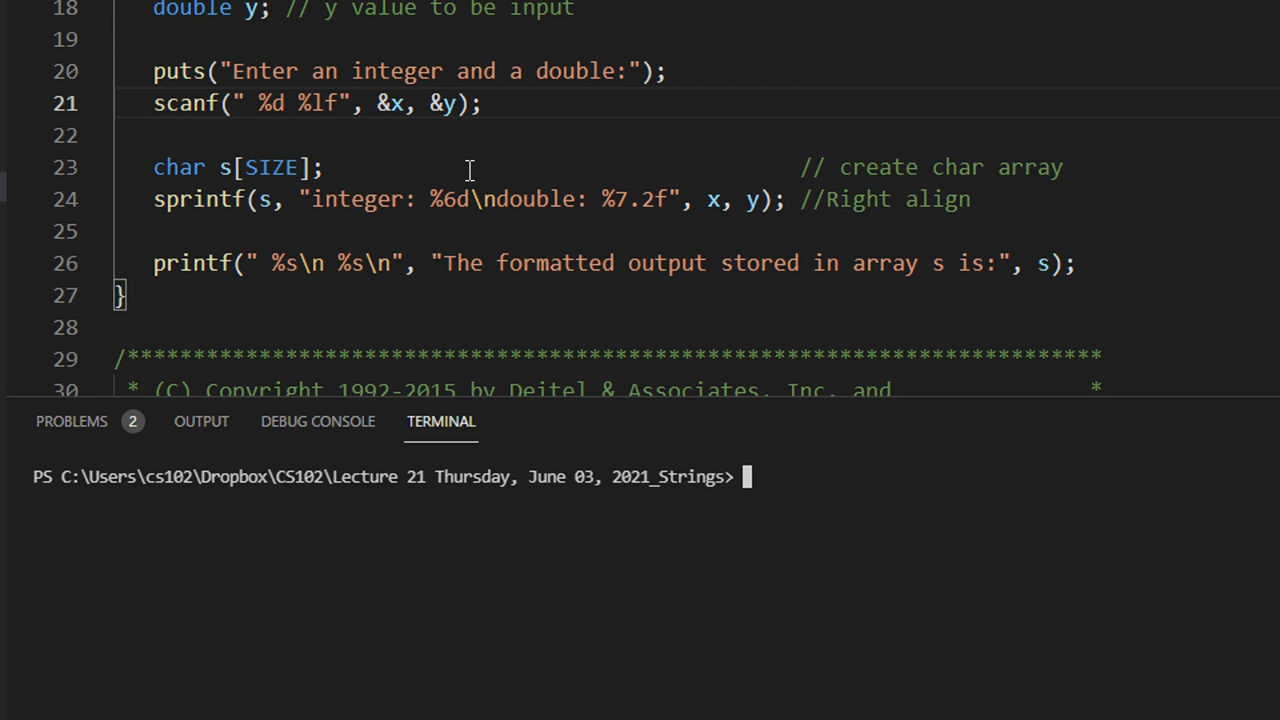 18 double y; // y value to be input
19
20 puts("Enter an integer and a double:");
21 scanf(" %d %lf", &x, &y);
22
23 char s[SIZE]; // create char array
24 sprintf(s, "integer: %6d\ndouble: %7.2f", x, y); //Right align
25
26 printf(" %s\n %s\n", "The formatted output stored in array s is:", s);
27 }
28
29 /**************************************************************************
30 * (C) Copyright 1992-2015 by Deitel & Associates, Inc. and *
PROBLEMS 2 OUTPUT DEBUG CONSOLE TERMINAL
PS C:\Users\cs102\Dropbox\CS102\Lecture 21 Thursday, June 03, 2021_Strings>